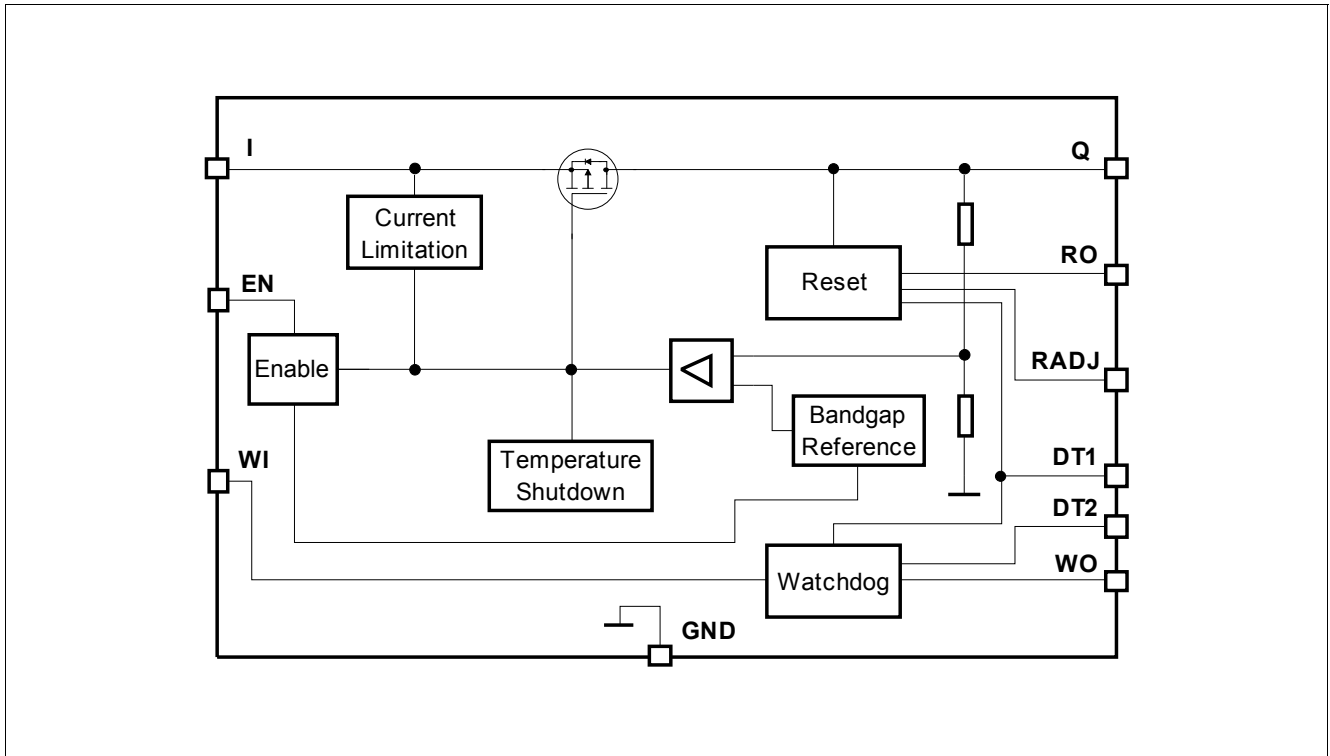 I
Q
Current
Limitation
EN
Reset
RO
Enable
RADJ
Bandgap
Reference
WI
Temperature
Shutdown
DT1
DT2
Watchdog
WO
GND